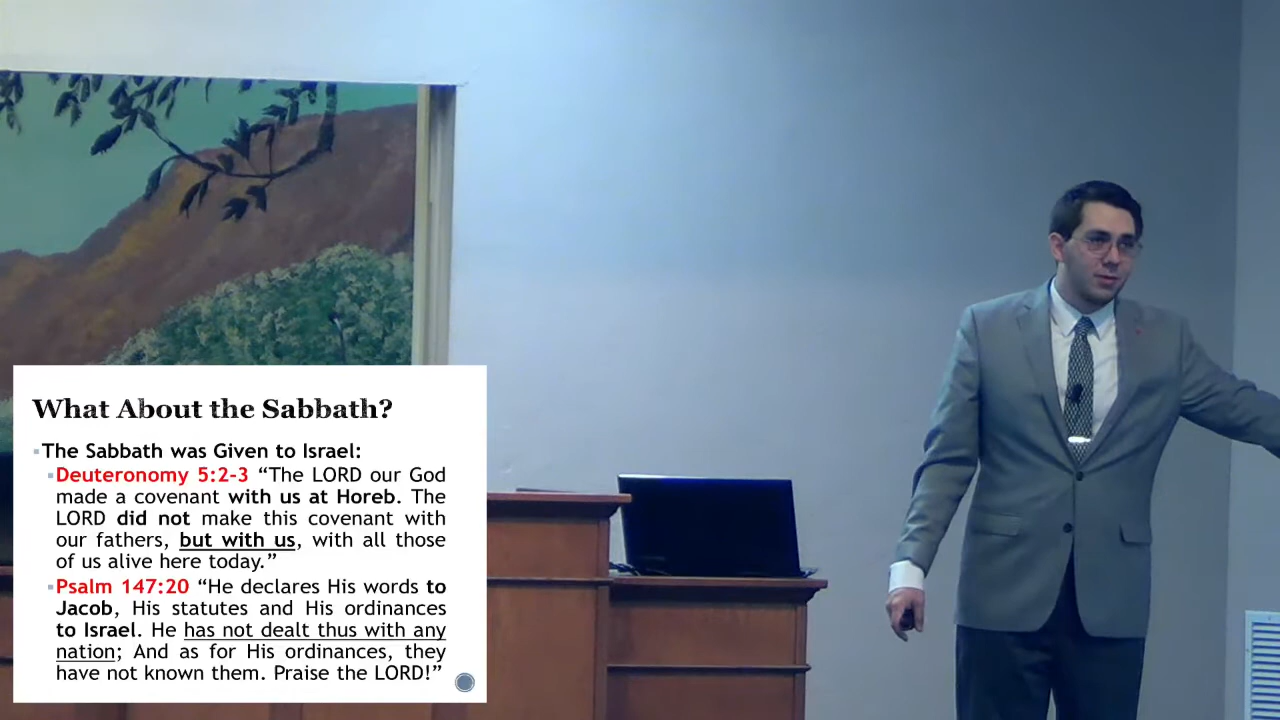 What About the Sabbath?
The Sabbath was Given to Israel:
Deuteronomy 5:2-3 “The LORD our God
made a covenant with us at Horeb. The
LORD did not make this covenant with
our fathers, but with us, with all those
of us alive here today.”
Psalm 147:20 “He declares His words to
Jacob, His statutes and His ordinances
to Israel. He has not dealt thus with any
nation; And as for His ordinances, they
have not known them. Praise the LORD!”